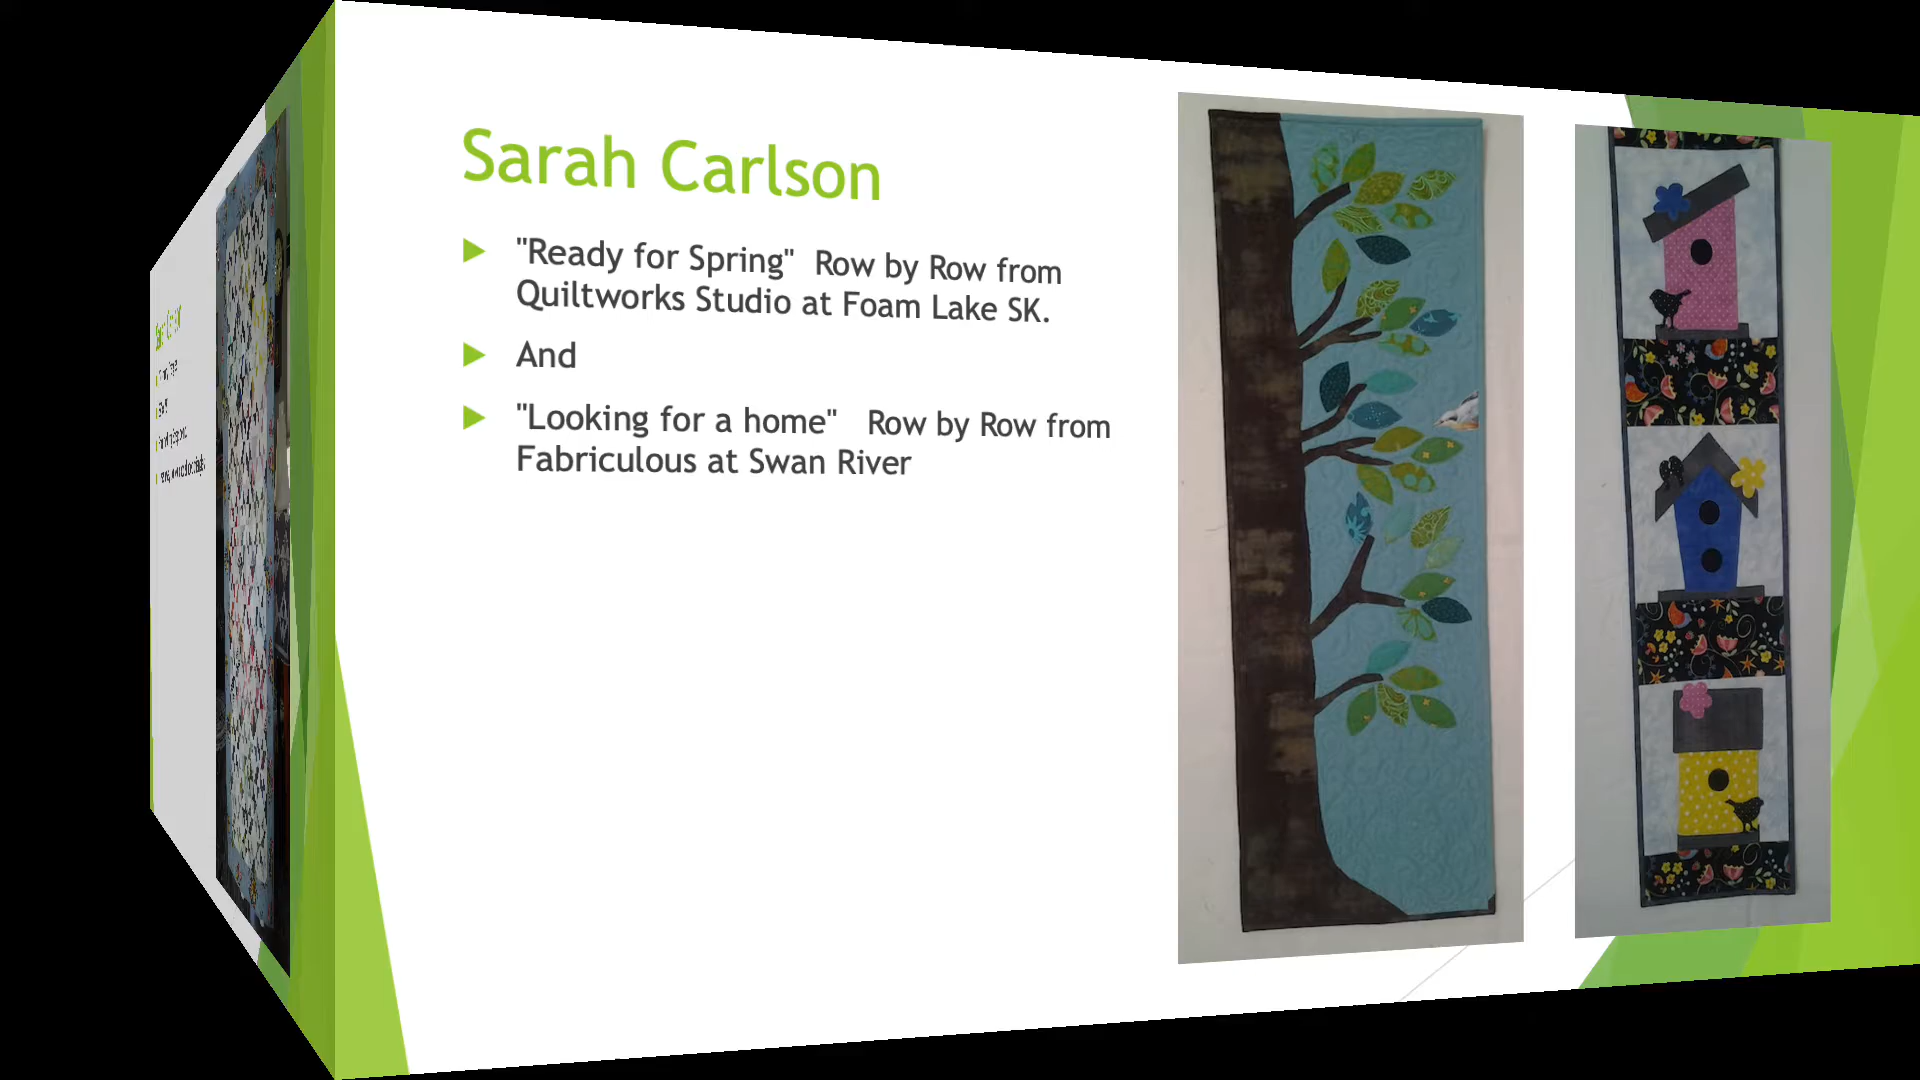 Sarah Carlson
"Ready for Spring"  Row by Row from
Quiltworks Studio at Foam Lake SK.
And
"Looking for a home"   Row by Row from
Fabriculous at Swan River